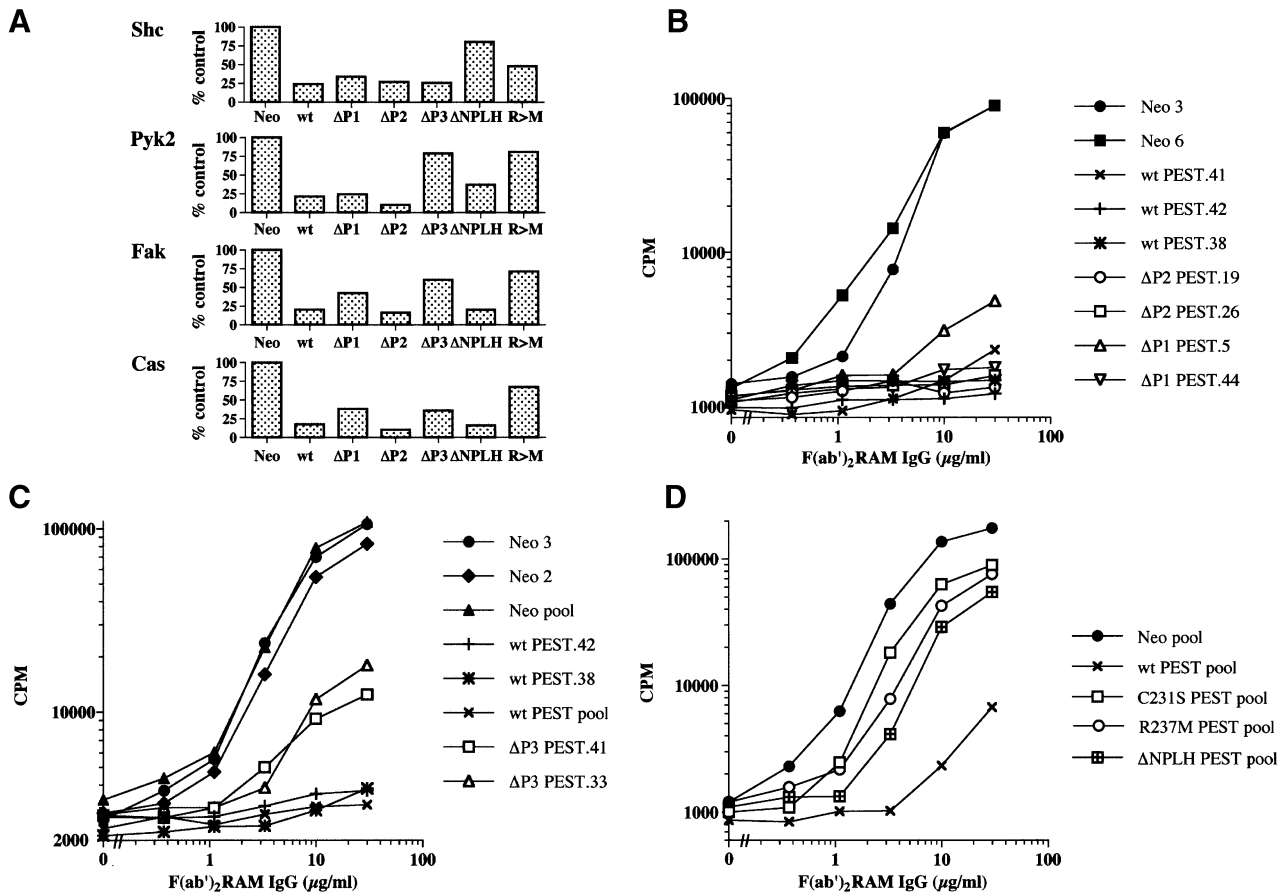 A
Shc
% control
100
75
50
25
0
Neo wt ΔP1 ΔP2 ΔP3 ΔNPLH R>M
Pyk2
% control
100
75
50
25
0
Neo wt ΔP1 ΔP2 ΔP3 ΔNPLH R>M
Fak
% control
100
75
50
25
0
Neo wt ΔP1 ΔP2 ΔP3 ΔNPLH R>M
Cas
% control
100
75
50
25
0
Neo wt ΔP1 ΔP2 ΔP3 ΔNPLH R>M
B
CPM
100000
10000
1000
0 1 10 100
F(ab')₂RAM IgG (µg/ml)
Neo 3
Neo 6
wt PEST.41
wt PEST.42
wt PEST.38
ΔP2 PEST.19
ΔP2 PEST.26
ΔP1 PEST.5
ΔP1 PEST.44
C
CPM
100000
10000
2000
0 1 10 100
F(ab')₂RAM IgG (µg/ml)
Neo 3
Neo 2
Neo pool
wt PEST.42
wt PEST.38
wt PEST pool
ΔP3 PEST.41
ΔP3 PEST.33
D
CPM
100000
10000
1000
0 1 10 100
F(ab')₂RAM IgG (µg/ml)
Neo pool
wt PEST pool
C231S PEST pool
R237M PEST pool
ΔNPLH PEST pool